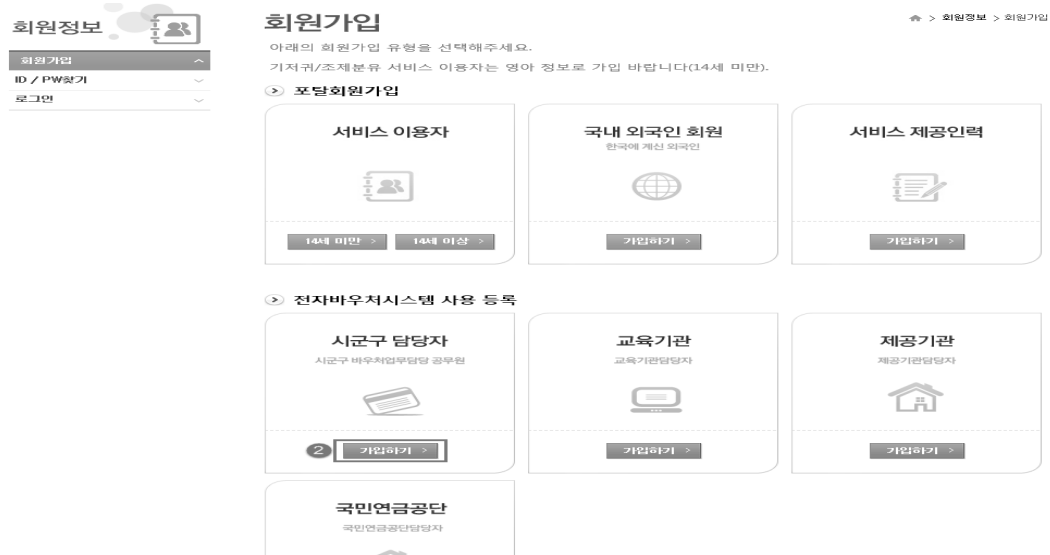 회원정보
회원가입
ID / PW찾기
로그인
회원가입
> 회원정보 > 회원가입
아래의 회원가입 유형을 선택해주세요.
기저귀/조제분유 서비스 이용자는 영아 정보로 가입 바랍니다(14세 미만).
포탈회원가입
서비스 이용자
14세 미만 >
14세 이상 >
국내 외국인 회원
한국에 계신 외국인
가입하기 >
서비스 제공인력
가입하기 >
전자바우처시스템 사용 등록
시군구 담당자
시군구 바우처업무담당 공무원
2 가입하기 >
교육기관
교육기관담당자
가입하기 >
제공기관
제공기관담당자
가입하기 >
국민연금공단
국민연금공단담당자